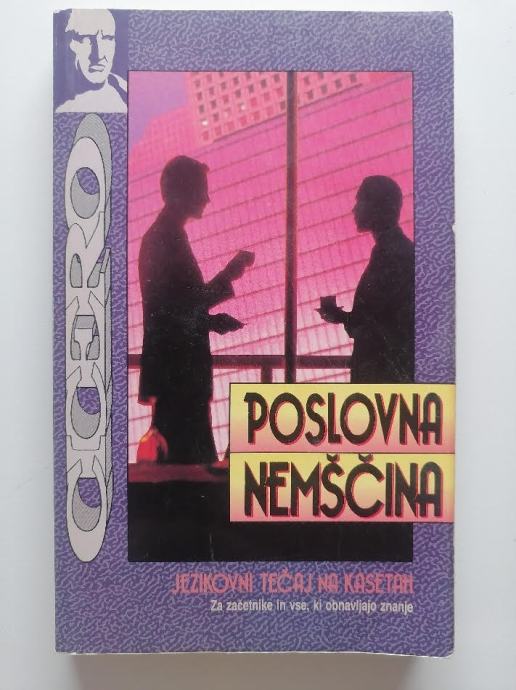 CICERO
POSLOVNA
NEMŠČINA
JEZIKOVNI TEČAJ NA KASETAH
Za začetnike in vse, ki obnavljajo znanje